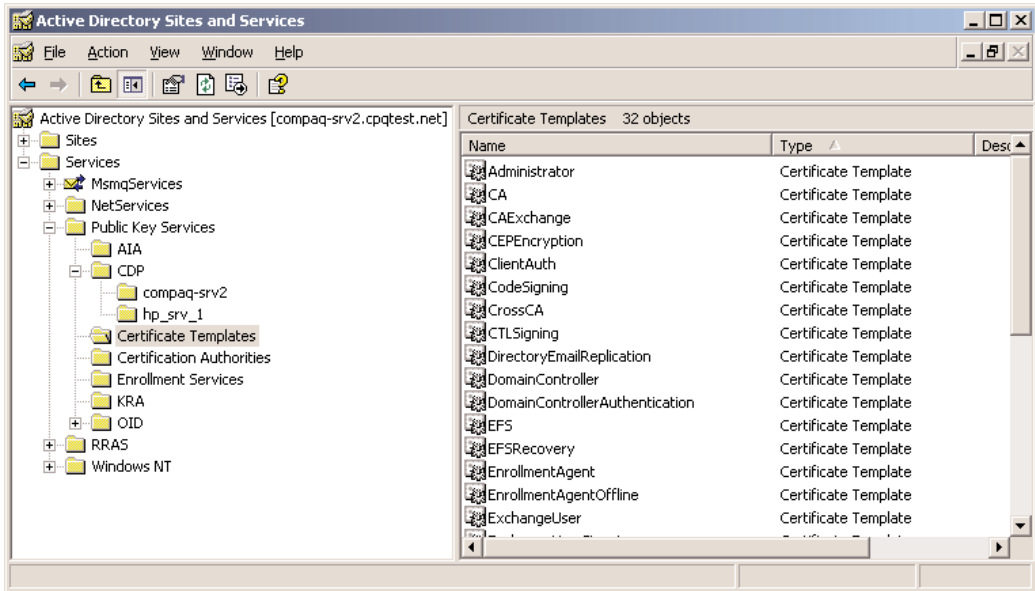 Active Directory Sites and Services
File Action View Window Help
Active Directory Sites and Services [compaq-srv2.cpqtest.net]
Sites
Services
MsmqServices
NetServices
Public Key Services
AIA
CDP
compaq-srv2
hp_srv_1
Certificate Templates
Certification Authorities
Enrollment Services
KRA
OID
RRAS
Windows NT
Certificate Templates 32 objects
Name Type Desc
Administrator Certificate Template
CA Certificate Template
CAExchange Certificate Template
CEPEncryption Certificate Template
ClientAuth Certificate Template
CodeSigning Certificate Template
CrossCA Certificate Template
CTLSigning Certificate Template
DirectoryEmailReplication Certificate Template
DomainController Certificate Template
DomainControllerAuthentication Certificate Template
EFS Certificate Template
EFSRecovery Certificate Template
EnrollmentAgent Certificate Template
EnrollmentAgentOffline Certificate Template
ExchangeUser Certificate Template